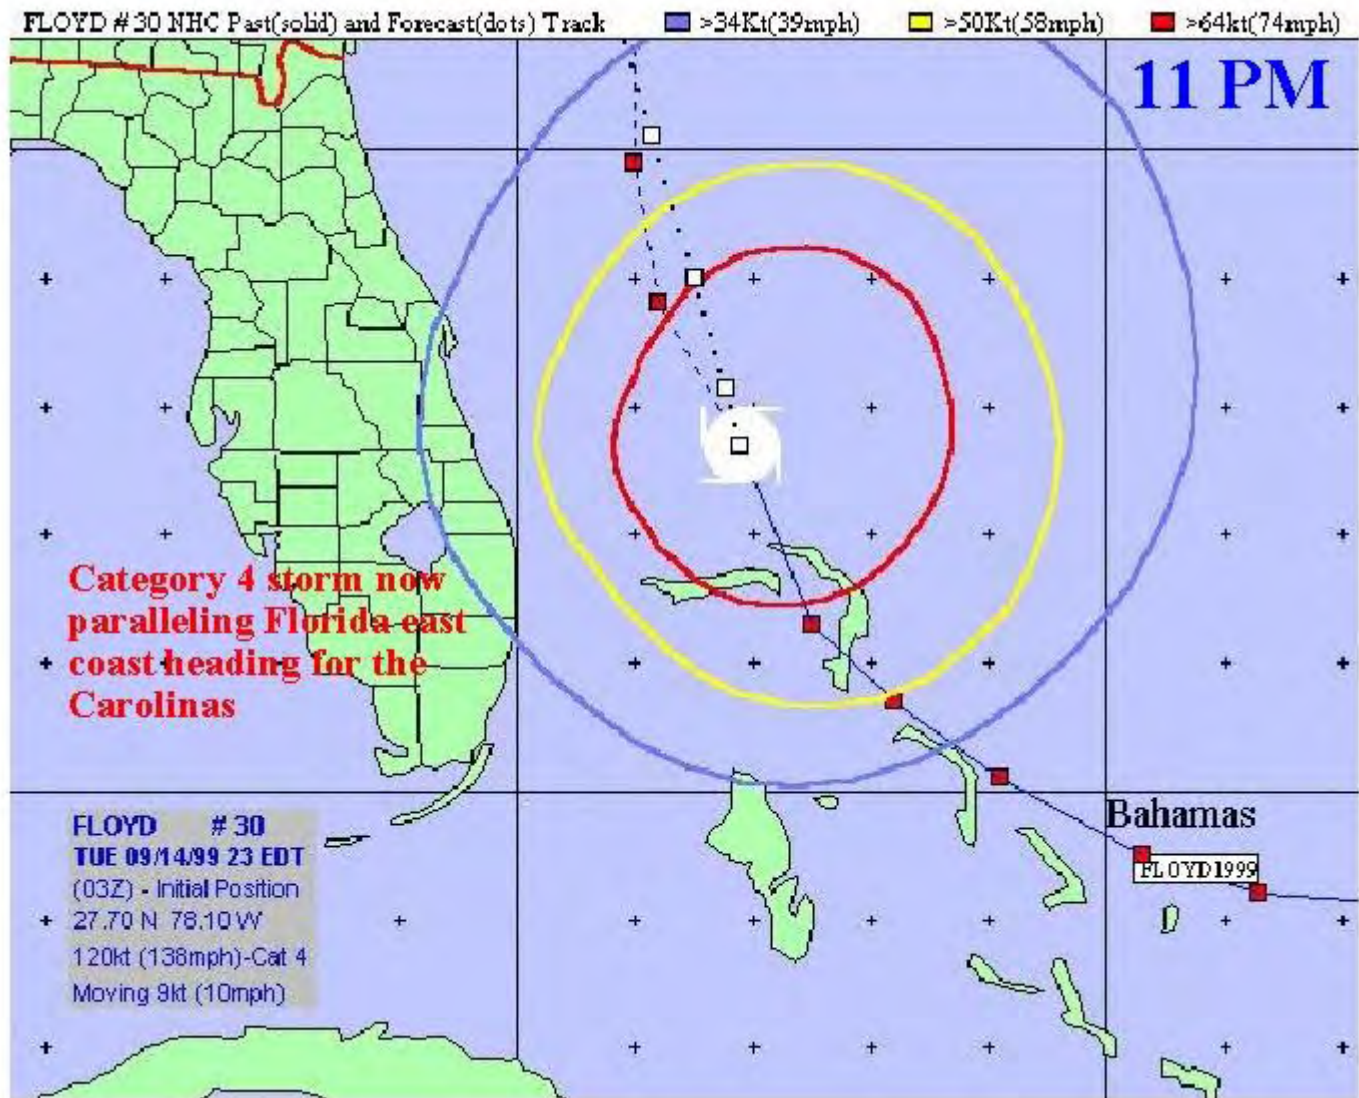 FLOYD # 30 NHC Past(solid) and Forecast(dots) Track >34Kt(39mph) >50Kt(58mph) >64kt(74mph)
11 PM
Category 4 storm now
paralleling Florida east
coast heading for the
Carolinas
Bahamas
FLOYD1999
FLOYD # 30
TUE 09/14/99 23 EDT
(03Z) - Initial Position
27.70 N 78.10 W
120kt (138mph)-Cat 4
Moving 9kt (10mph)